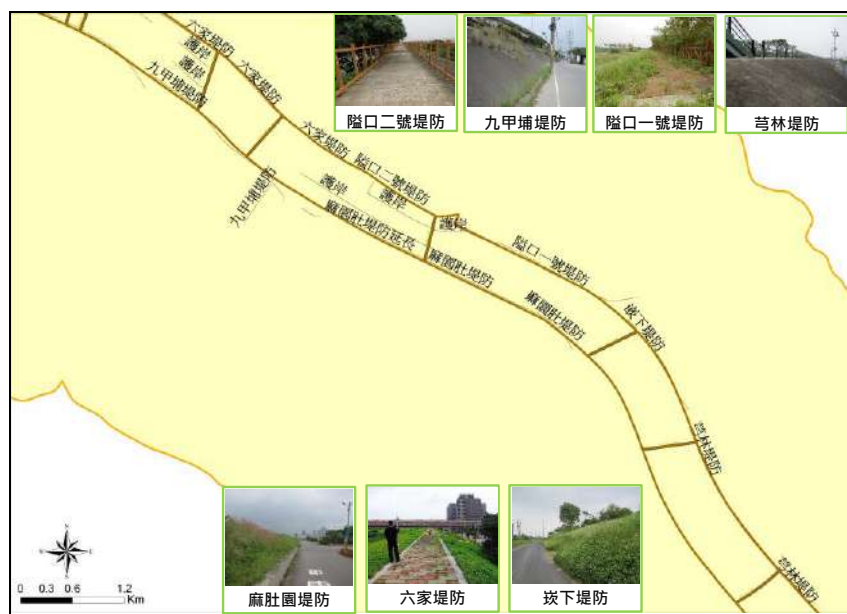 隘口二號堤防
九甲埔堤防
隘口一號堤防
芎林堤防
六家堤防
護岸
六家堤防
護岸
九甲埔堤防
六家堤防
隘口二號堤防
護岸
護岸
護岸
九甲埔堤防
麻園肚堤防延長
麻園肚堤防
隘口一號堤防
麻園肚堤防
崁下堤防
芎林堤防
芎林堤防
麻肚園堤防
六家堤防
崁下堤防
N
W
E
S
0 0.3 0.6 1.2
Km